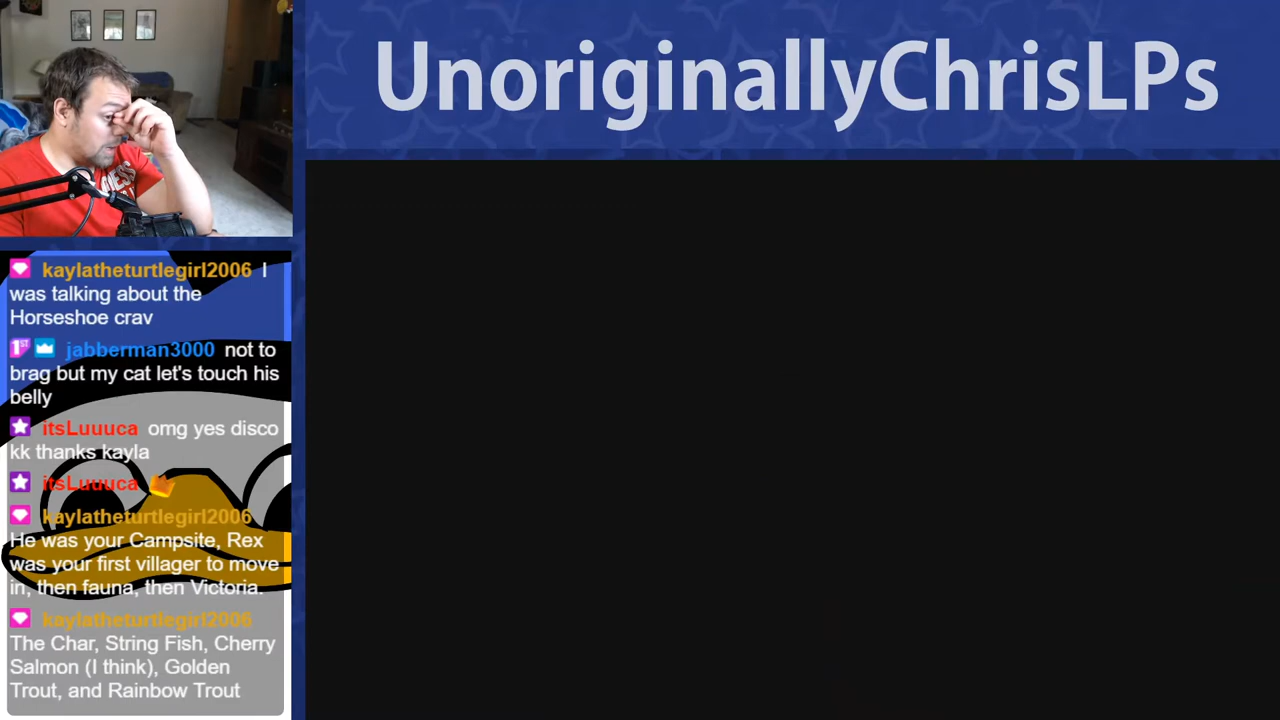 UnoriginallyChrisLPs
kaylatheturtlegirl2006 I
was talking about the
Horseshoe crav
1ST jabberman3000 not to
brag but my cat let's touch his
belly
itsLuuuca omg yes disco
kk thanks kayla
itsLuuuca
kaylatheturtlegirl2006
He was your Campsite, Rex
was your first villager to move
in, then fauna, then Victoria.
kaylatheturtlegirl2006
The Char, String Fish, Cherry
Salmon (I think), Golden
Trout, and Rainbow Trout